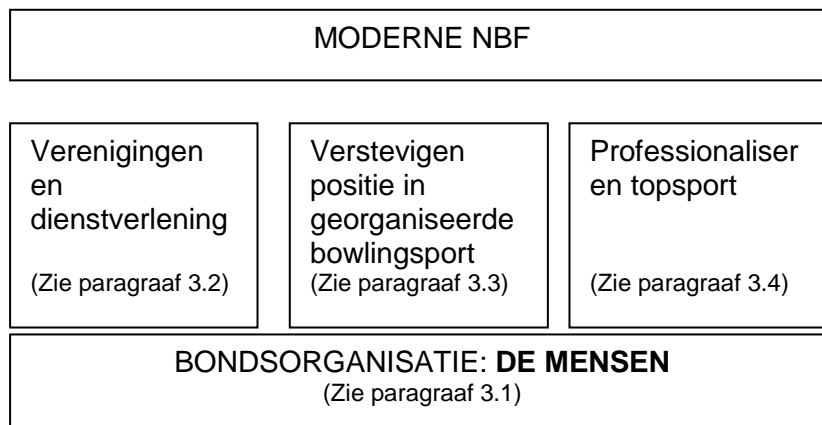 MODERNE NBF
Verenigingen
en
dienstverlening
(Zie paragraaf 3.2)
Verstevigen
positie in
georganiseerde
bowlingsport
(Zie paragraaf 3.3)
Professionaliser
en topsport
(Zie paragraaf 3.4)
BONDSORGANISATIE: DE MENSEN
(Zie paragraaf 3.1)